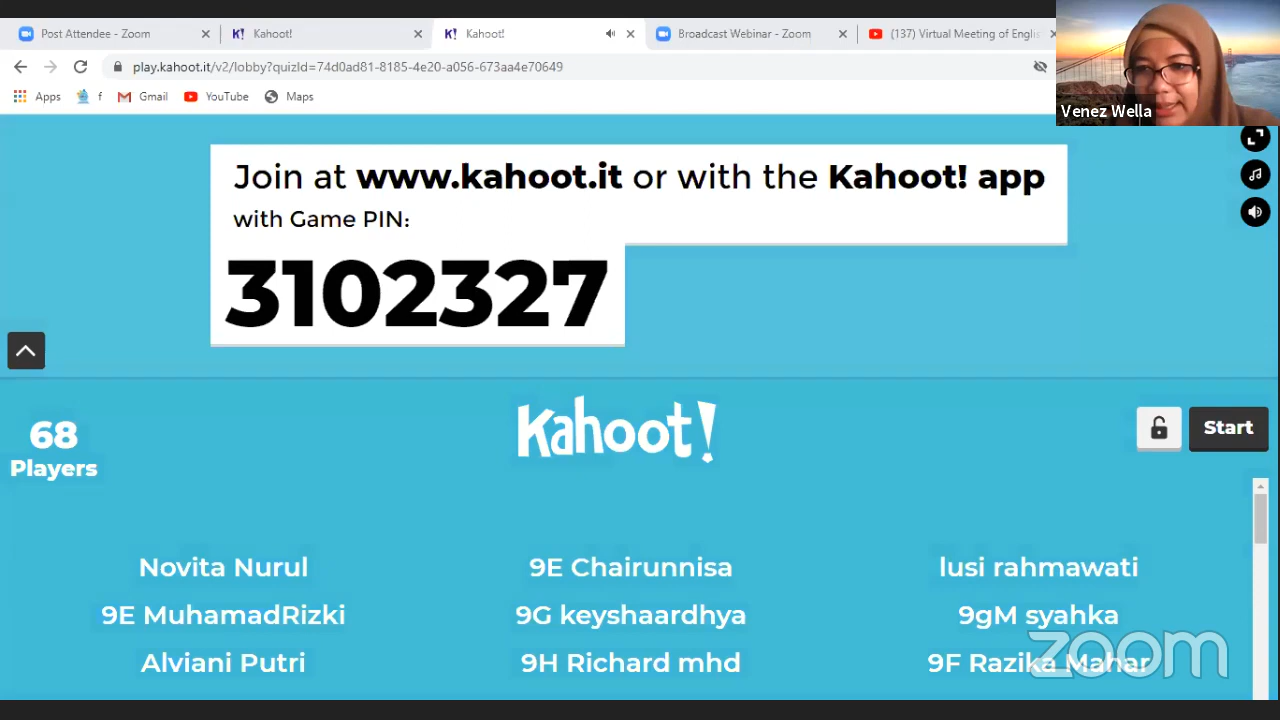 Post Attendee - Zoom
Kahoot!
Kahoot!
Broadcast Webinar - Zoom
(137) Virtual Meeting of Englis
play.kahoot.it/v2/lobby?quizId=74d0ad81-8185-4e20-a056-673aa4e70649
Apps
f
Gmail
YouTube
Maps
Venez Wella
Join at www.kahoot.it or with the Kahoot! app
with Game PIN:
3102327
68
Players
Kahoot!
Start
Novita Nurul
9E Chairunnisa
lusi rahmawati
9E MuhamadRizki
9G keyshaardhya
9gM syahka
Alviani Putri
9H Richard mhd
9F Razika Mahar
zoom